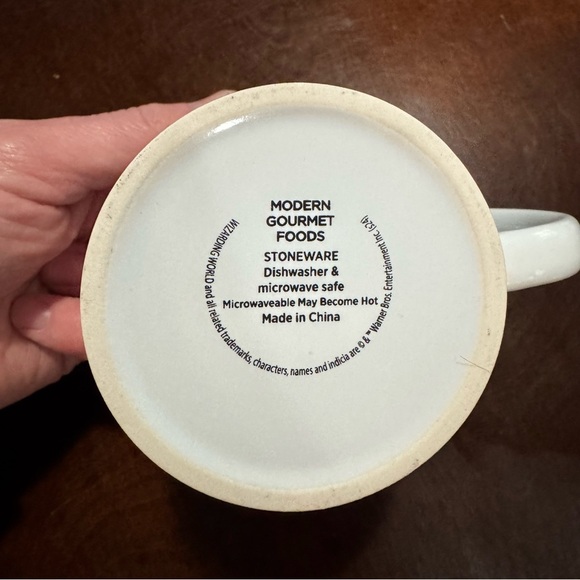 MODERN
GOURMET
FOODS
STONEWARE
Dishwasher &
microwave safe
Microwaveable May Become Hot
Made in China
WIZARDING WORLD and all related trademarks, characters, names and indicia are © & ™ Warner Bros. Entertainment Inc. (s24)